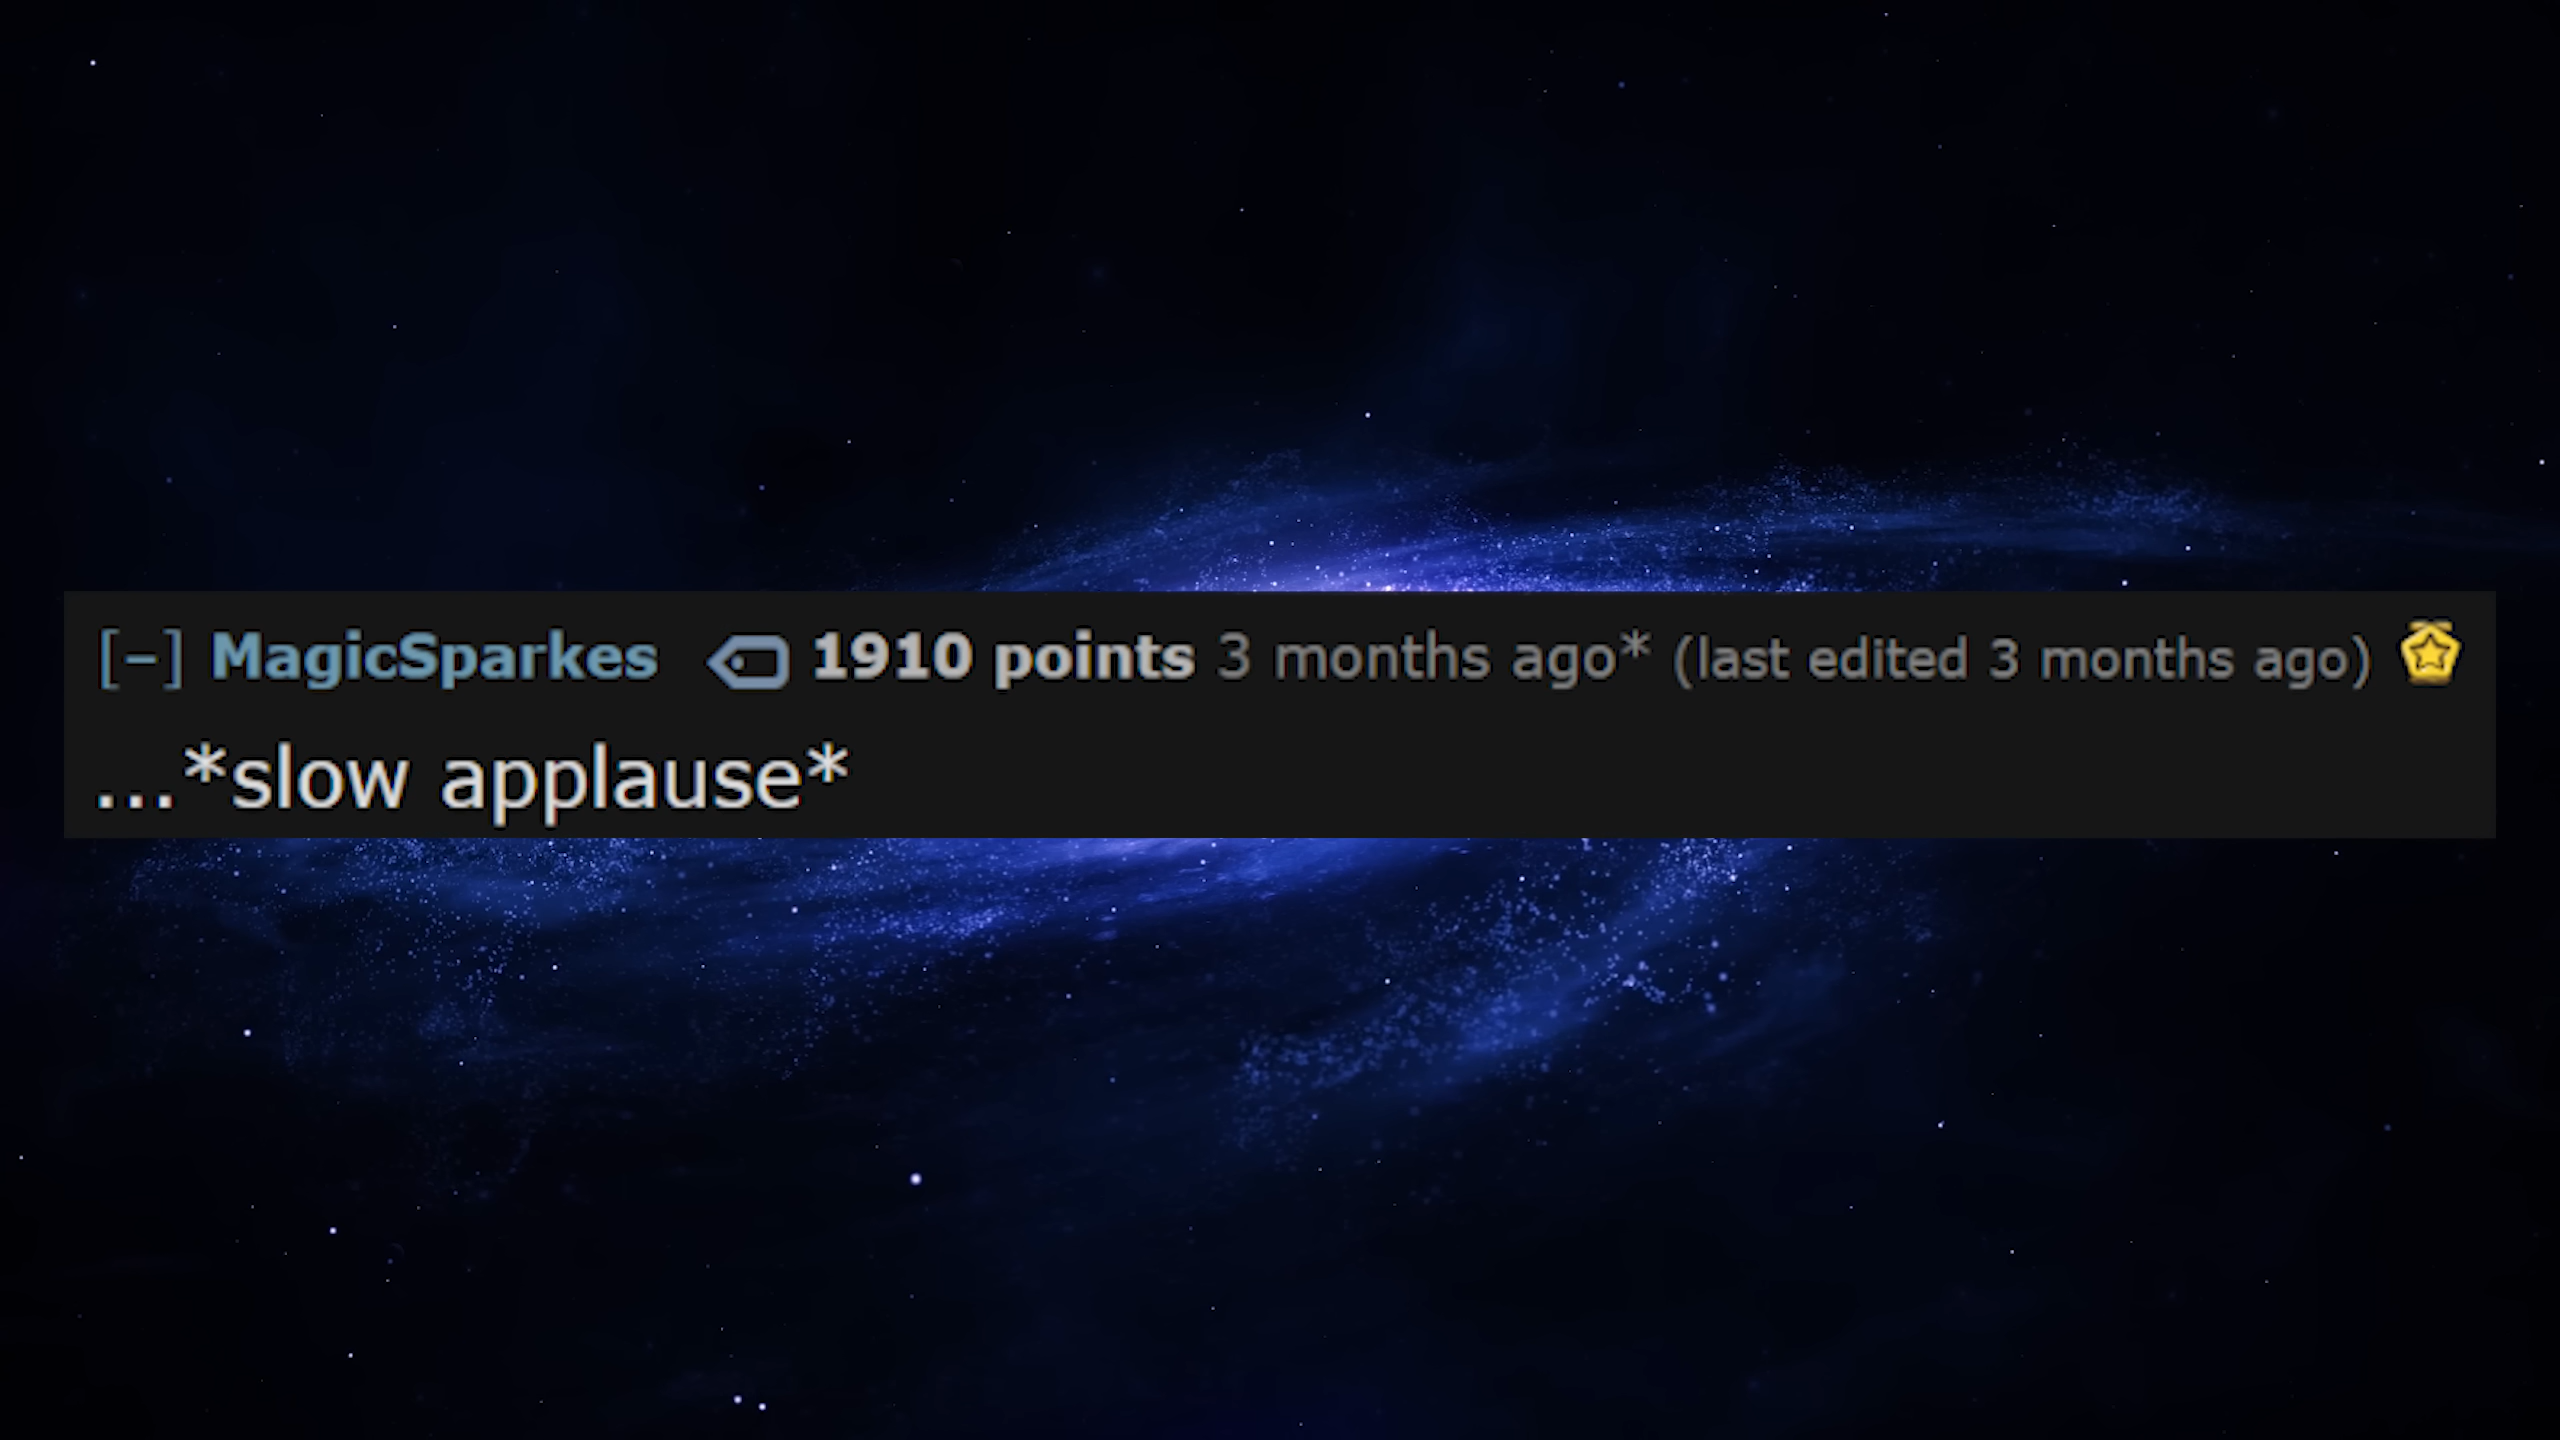 [–] MagicSparkes 1910 points 3 months ago* (last edited 3 months ago)
...*slow applause*